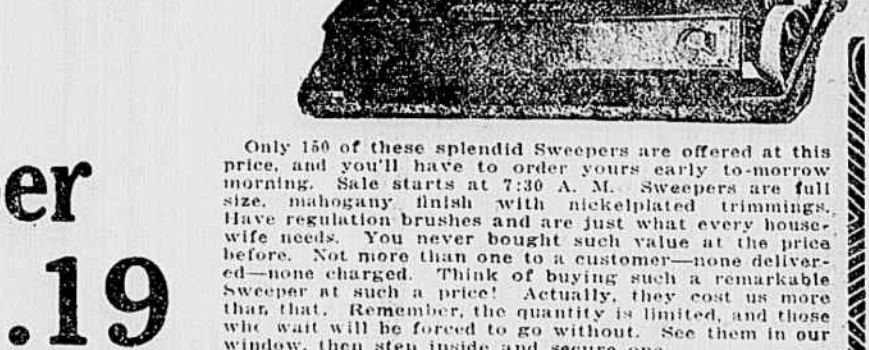 Only 150 of these splendid Sweepers are offered at this
price, and you'll have to order yours early to-morrow
morning. Sale starts at 7:30 A. M. Sweepers are full
size, mahogany finish with nickelplated trimmings.
Have regulation brushes and are just what every house-
wife needs. You never bought such value at the price
before. Not more than one to a customer—none deliver-
ed—none charged. Think of buying such a remarkable
Sweeper at such a price! Actually, they cost us more
than that. Remember, the quantity is limited, and those
who wait will be forced to go without. See them in our
window, then step inside and secure one.
er
.19